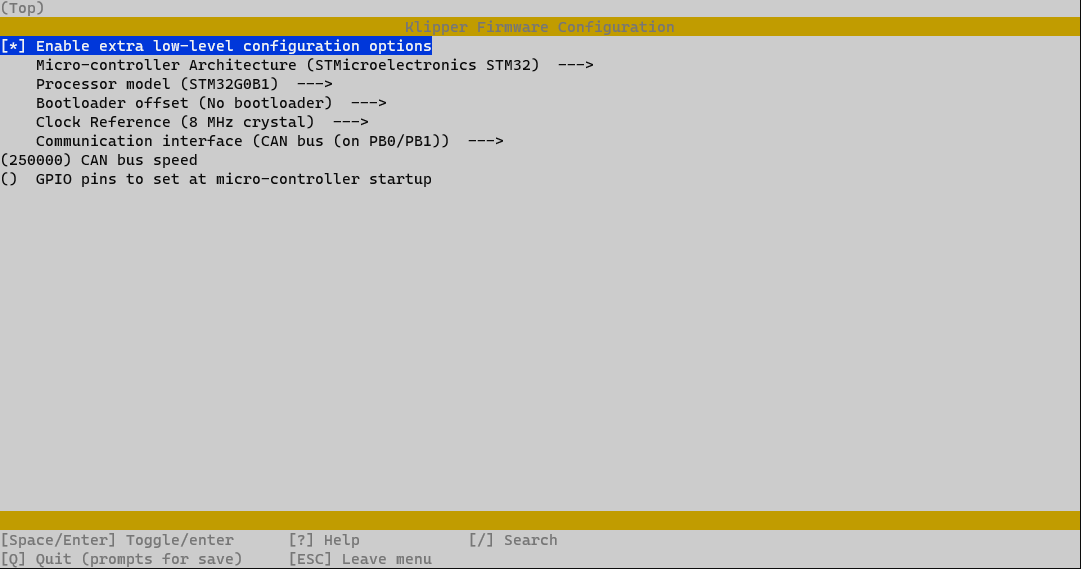 (Top)
Klipper Firmware Configuration
[*] Enable extra low-level configuration options
Micro-controller Architecture (STMicroelectronics STM32)  --->
Processor model (STM32G0B1)  --->
Bootloader offset (No bootloader)  --->
Clock Reference (8 MHz crystal)  --->
Communication interface (CAN bus (on PB0/PB1))  --->
(250000) CAN bus speed
()  GPIO pins to set at micro-controller startup
[Space/Enter] Toggle/enter      [?] Help            [/] Search
[Q] Quit (prompts for save)     [ESC] Leave menu